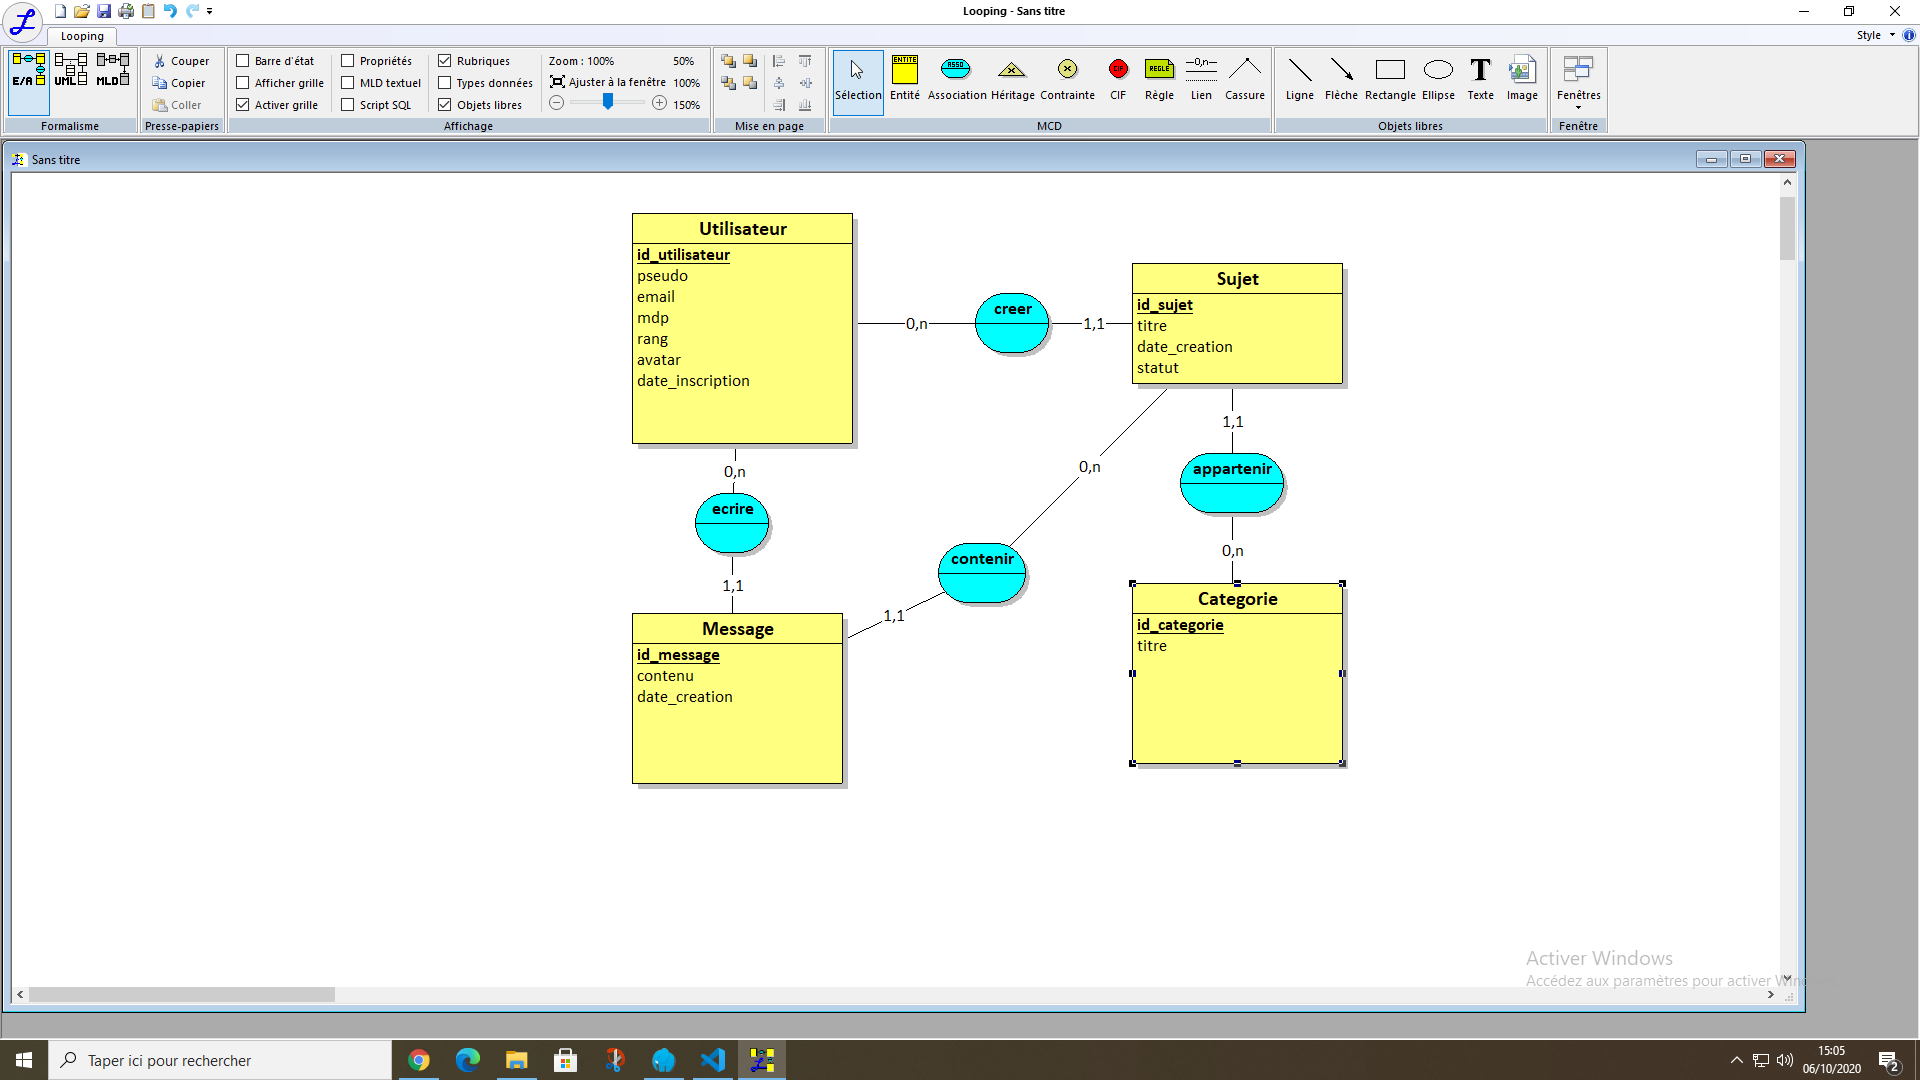 Looping - Sans titre
Looping
Style
E/A UML MLD
Formalisme
Couper
Copier
Coller
Presse-papiers
Barre d'état
Afficher grille
Activer grille
Propriétés
MLD textuel
Script SQL
Rubriques
Types données
Objets libres
Zoom : 100% 50%
Ajuster à la fenêtre 100%
150%
Affichage
Mise en page
ENTITE ASSO CIF REGLE —0,n—
Sélection Entité Association Héritage Contrainte CIF Règle Lien Cassure
MCD
Ligne Flèche Rectangle Ellipse Texte Image
Objets libres
Fenêtres
Fenêtre
Sans titre
Utilisateur
id_utilisateur
pseudo
email
mdp
rang
avatar
date_inscription
0,n
creer
1,1
Sujet
id_sujet
titre
date_creation
statut
0,n
ecrire
1,1
0,n
contenir
1,1
1,1
appartenir
0,n
Message
id_message
contenu
date_creation
Categorie
id_categorie
titre
Activer Windows
Accédez aux paramètres pour activer Win
Taper ici pour rechercher
15:05
06/10/2020
2